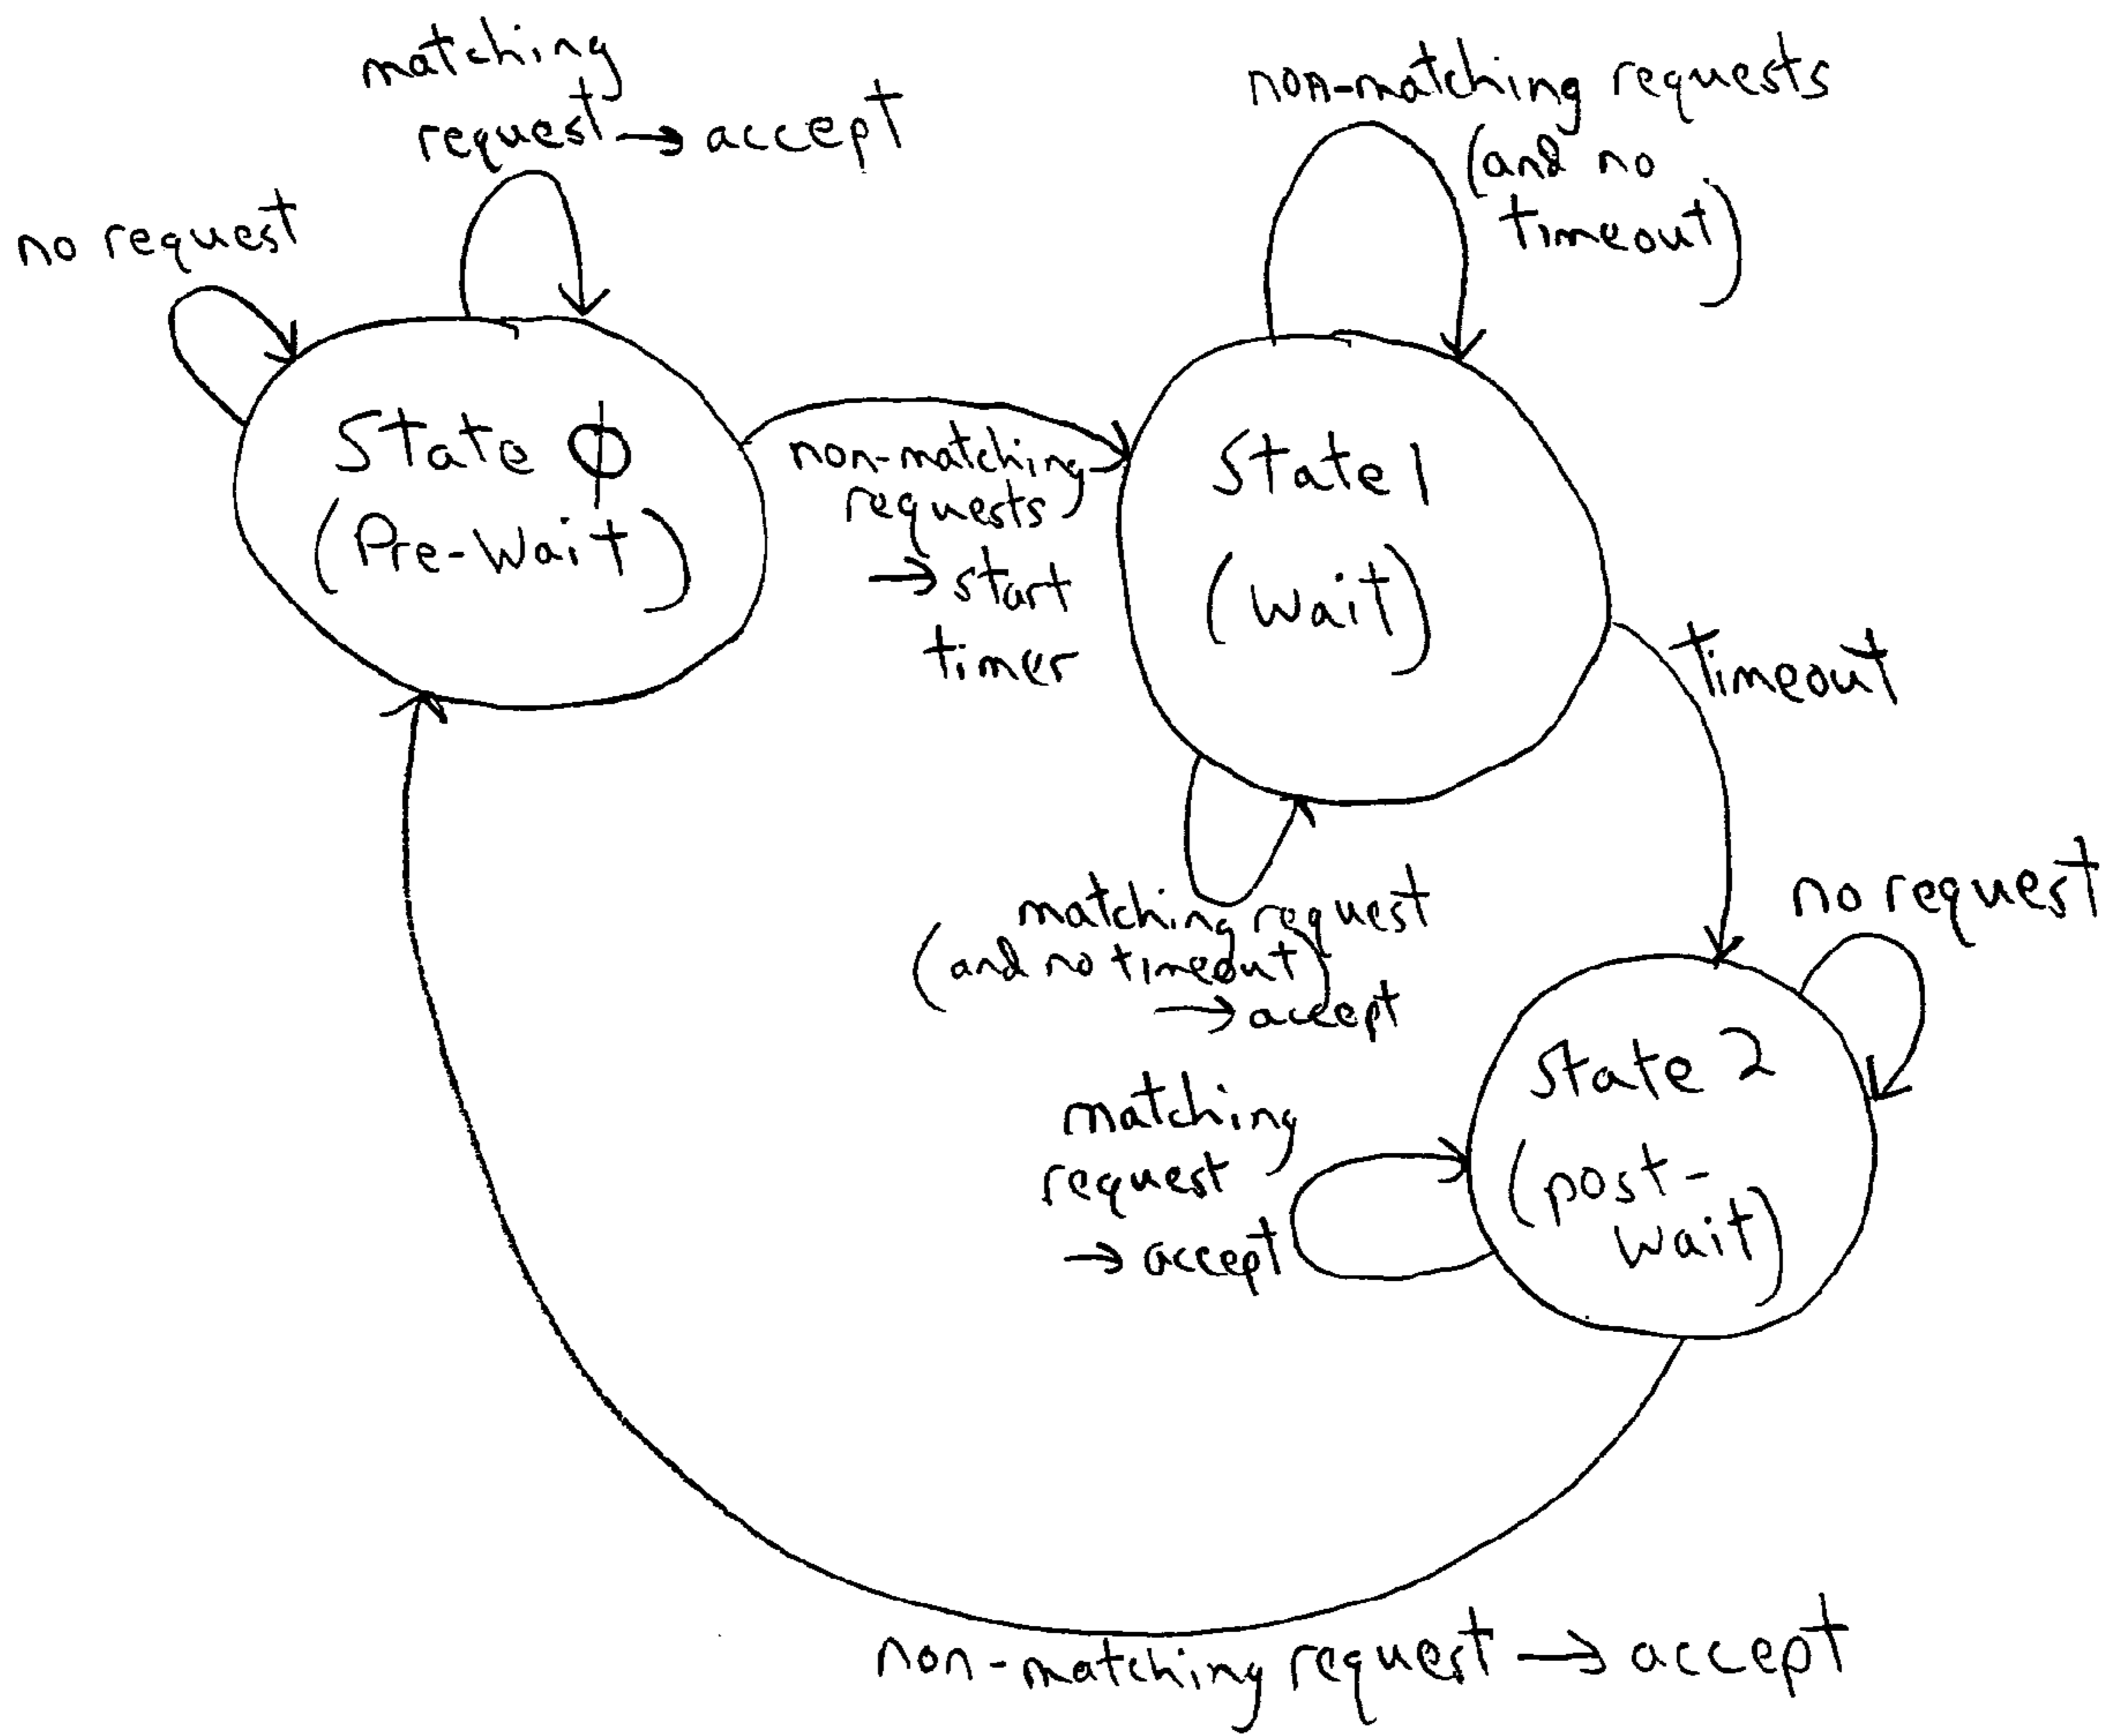 matching
request → accept
no request
State ϕ
(Pre-Wait)
non-matching requests
(and no
timeout)
non-matching
requests
→ start
timer
State 1
(wait)
timeout
matching request
(and no timeout)
→ accept
no request
State 2
(post-
wait)
matching
request
→ accept
non-matching request → accept